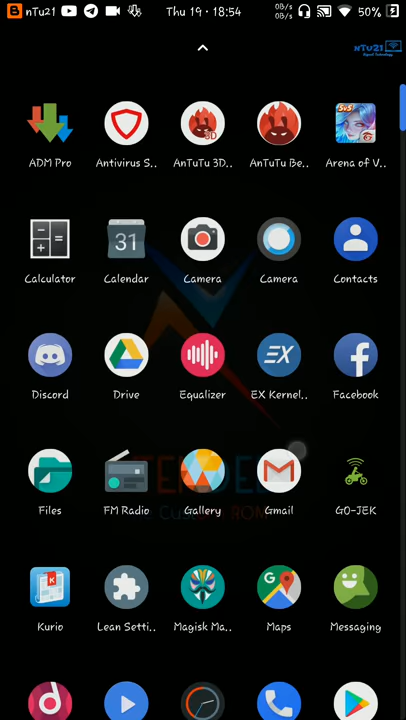 nTu21 Thu 19 • 18:54 0B/s 0B/s 50%
nTu21
ADM Pro Antivirus S.. AnTuTu 3D.. AnTuTu Be.. Arena of V..
31
Calculator Calendar Camera Camera Contacts
EX
Discord Drive Equalizer EX Kernel.. Facebook
Files FM Radio Gallery Gmail GO-JEK
Kurio Lean Setti.. Magisk Ma.. Maps Messaging